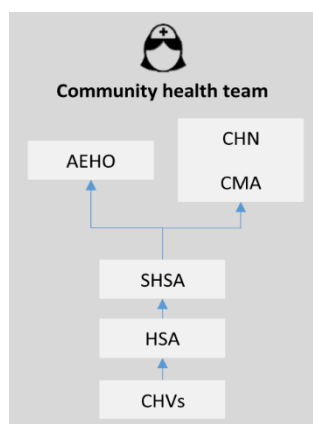 Community health team
AEHO
CHN
CMA
SHSA
HSA
CHVs